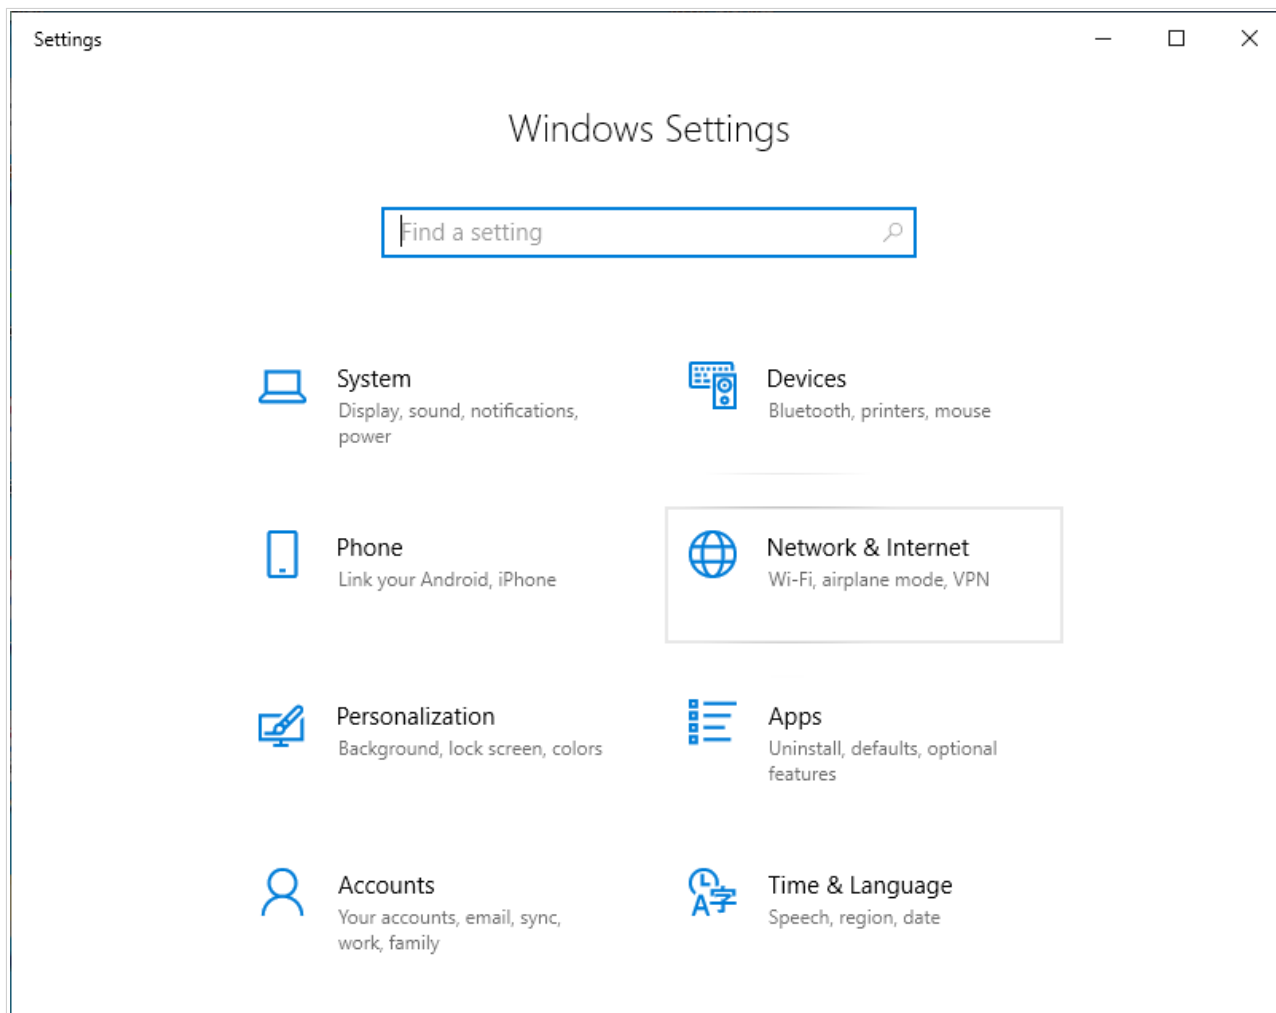 Settings
Windows Settings
Find a setting
System
Display, sound, notifications,
power
Devices
Bluetooth, printers, mouse
Phone
Link your Android, iPhone
Network & Internet
Wi-Fi, airplane mode, VPN
Personalization
Background, lock screen, colors
Apps
Uninstall, defaults, optional
features
Accounts
Your accounts, email, sync,
work, family
Time & Language
Speech, region, date